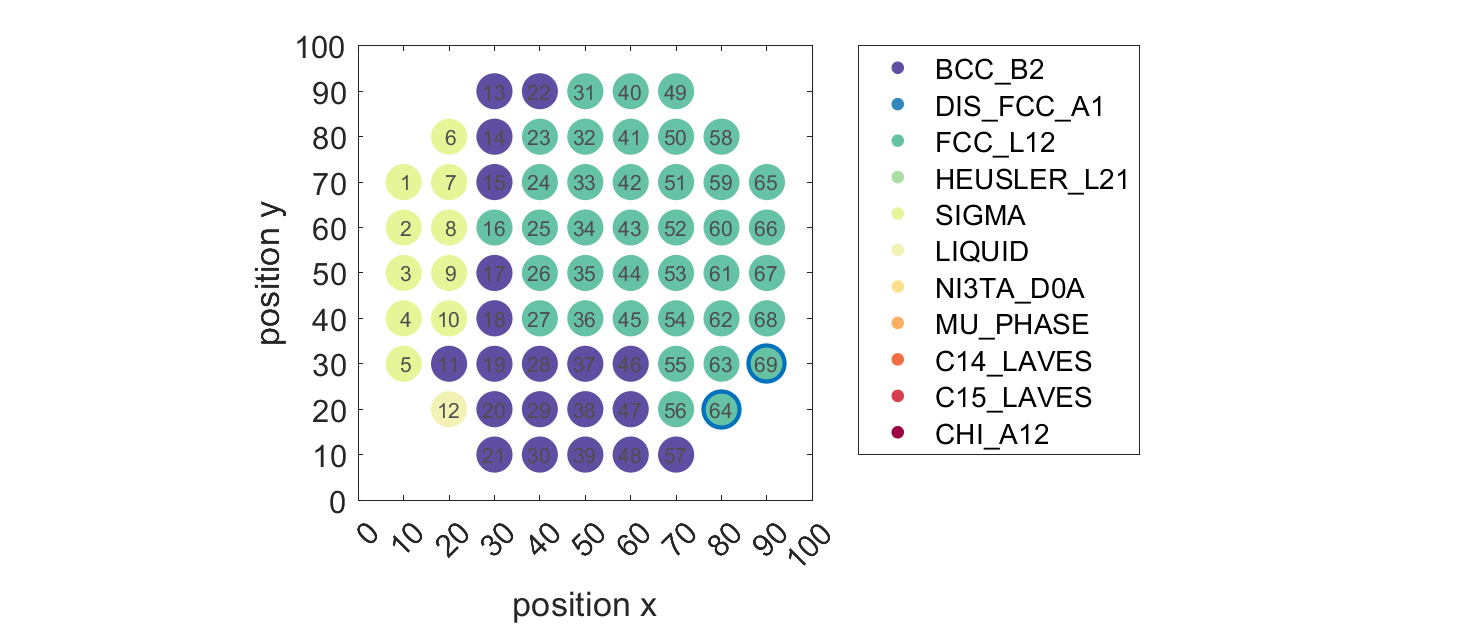 100
90
80
70
60
50
40
30
20
10
0
position y
13 22 31 40 49
6 14 23 32 41 50 58
1 7 15 24 33 42 51 59 65
2 8 16 25 34 43 52 60 66
3 9 17 26 35 44 53 61 67
4 10 18 27 36 45 54 62 68
5 11 19 28 37 46 55 63 69
12 20 29 38 47 56 64
21 30 39 48 57
0 10 20 30 40 50 60 70 80 90 100
position x
BCC_B2
DIS_FCC_A1
FCC_L12
HEUSLER_L21
SIGMA
LIQUID
NI3TA_D0A
MU_PHASE
C14_LAVES
C15_LAVES
CHI_A12